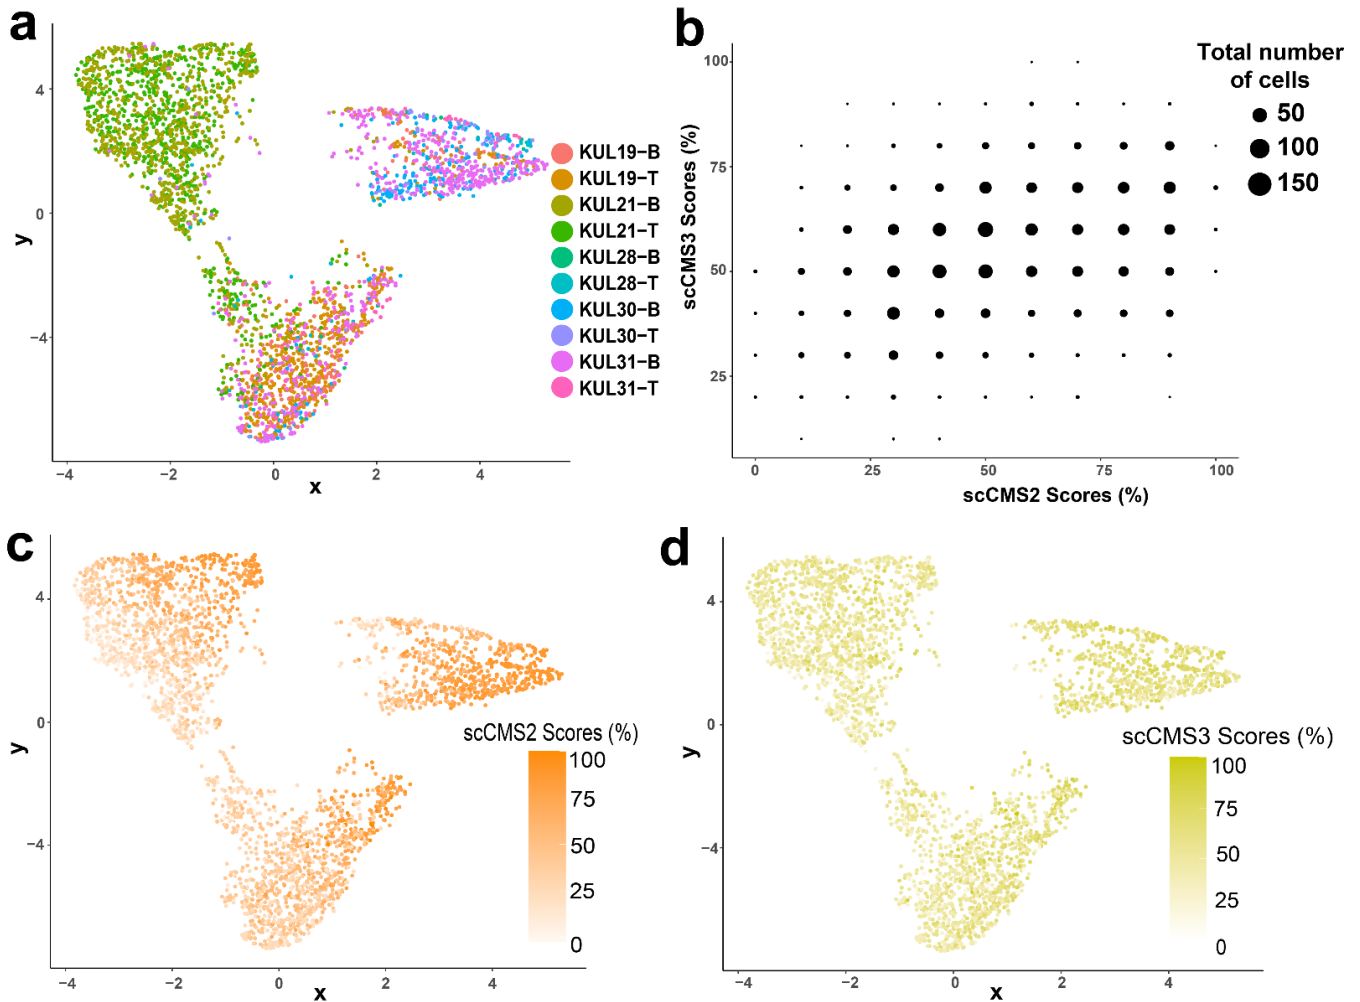 a
4
0
−4
y
−4 −2 0 2 4
x
KUL19−B
KUL19−T
KUL21−B
KUL21−T
KUL28−B
KUL28−T
KUL30−B
KUL30−T
KUL31−B
KUL31−T
b
100
75
50
25
scCMS3 Scores (%)
0 25 50 75 100
scCMS2 Scores (%)
Total number
of cells
50
100
150
c
4
0
−4
y
−4 −2 0 2 4
x
scCMS2 Scores (%)
100
75
50
25
0
d
4
0
−4
y
−4 −2 0 2 4
x
scCMS3 Scores (%)
100
75
50
25
0